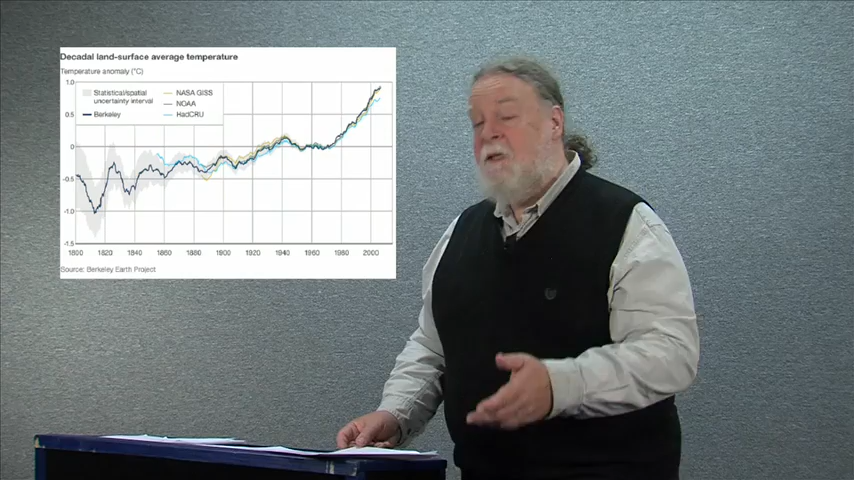 Decadal land-surface average temperature
Temperature anomaly (°C)
1.0
Statistical/spatial
uncertainty interval
Berkeley
NASA GISS
NOAA
HadCRU
0.5
0
-0.5
-1.0
-1.5
1800 1820 1840 1860 1880 1900 1920 1940 1960 1980 2000
Source: Berkeley Earth Project